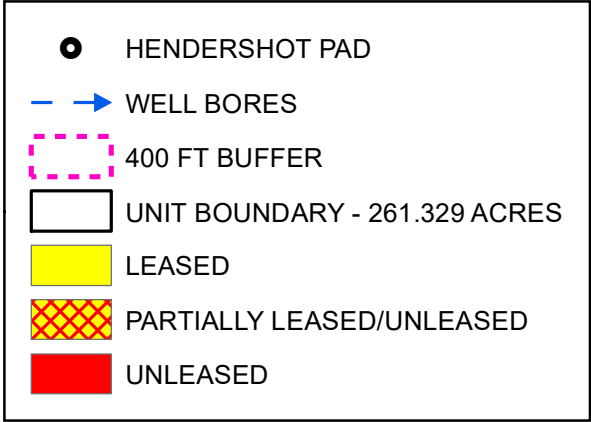 HENDERSHOT PAD
WELL BORES
400 FT BUFFER
UNIT BOUNDARY - 261.329 ACRES
LEASED
PARTIALLY LEASED/UNLEASED
UNLEASED